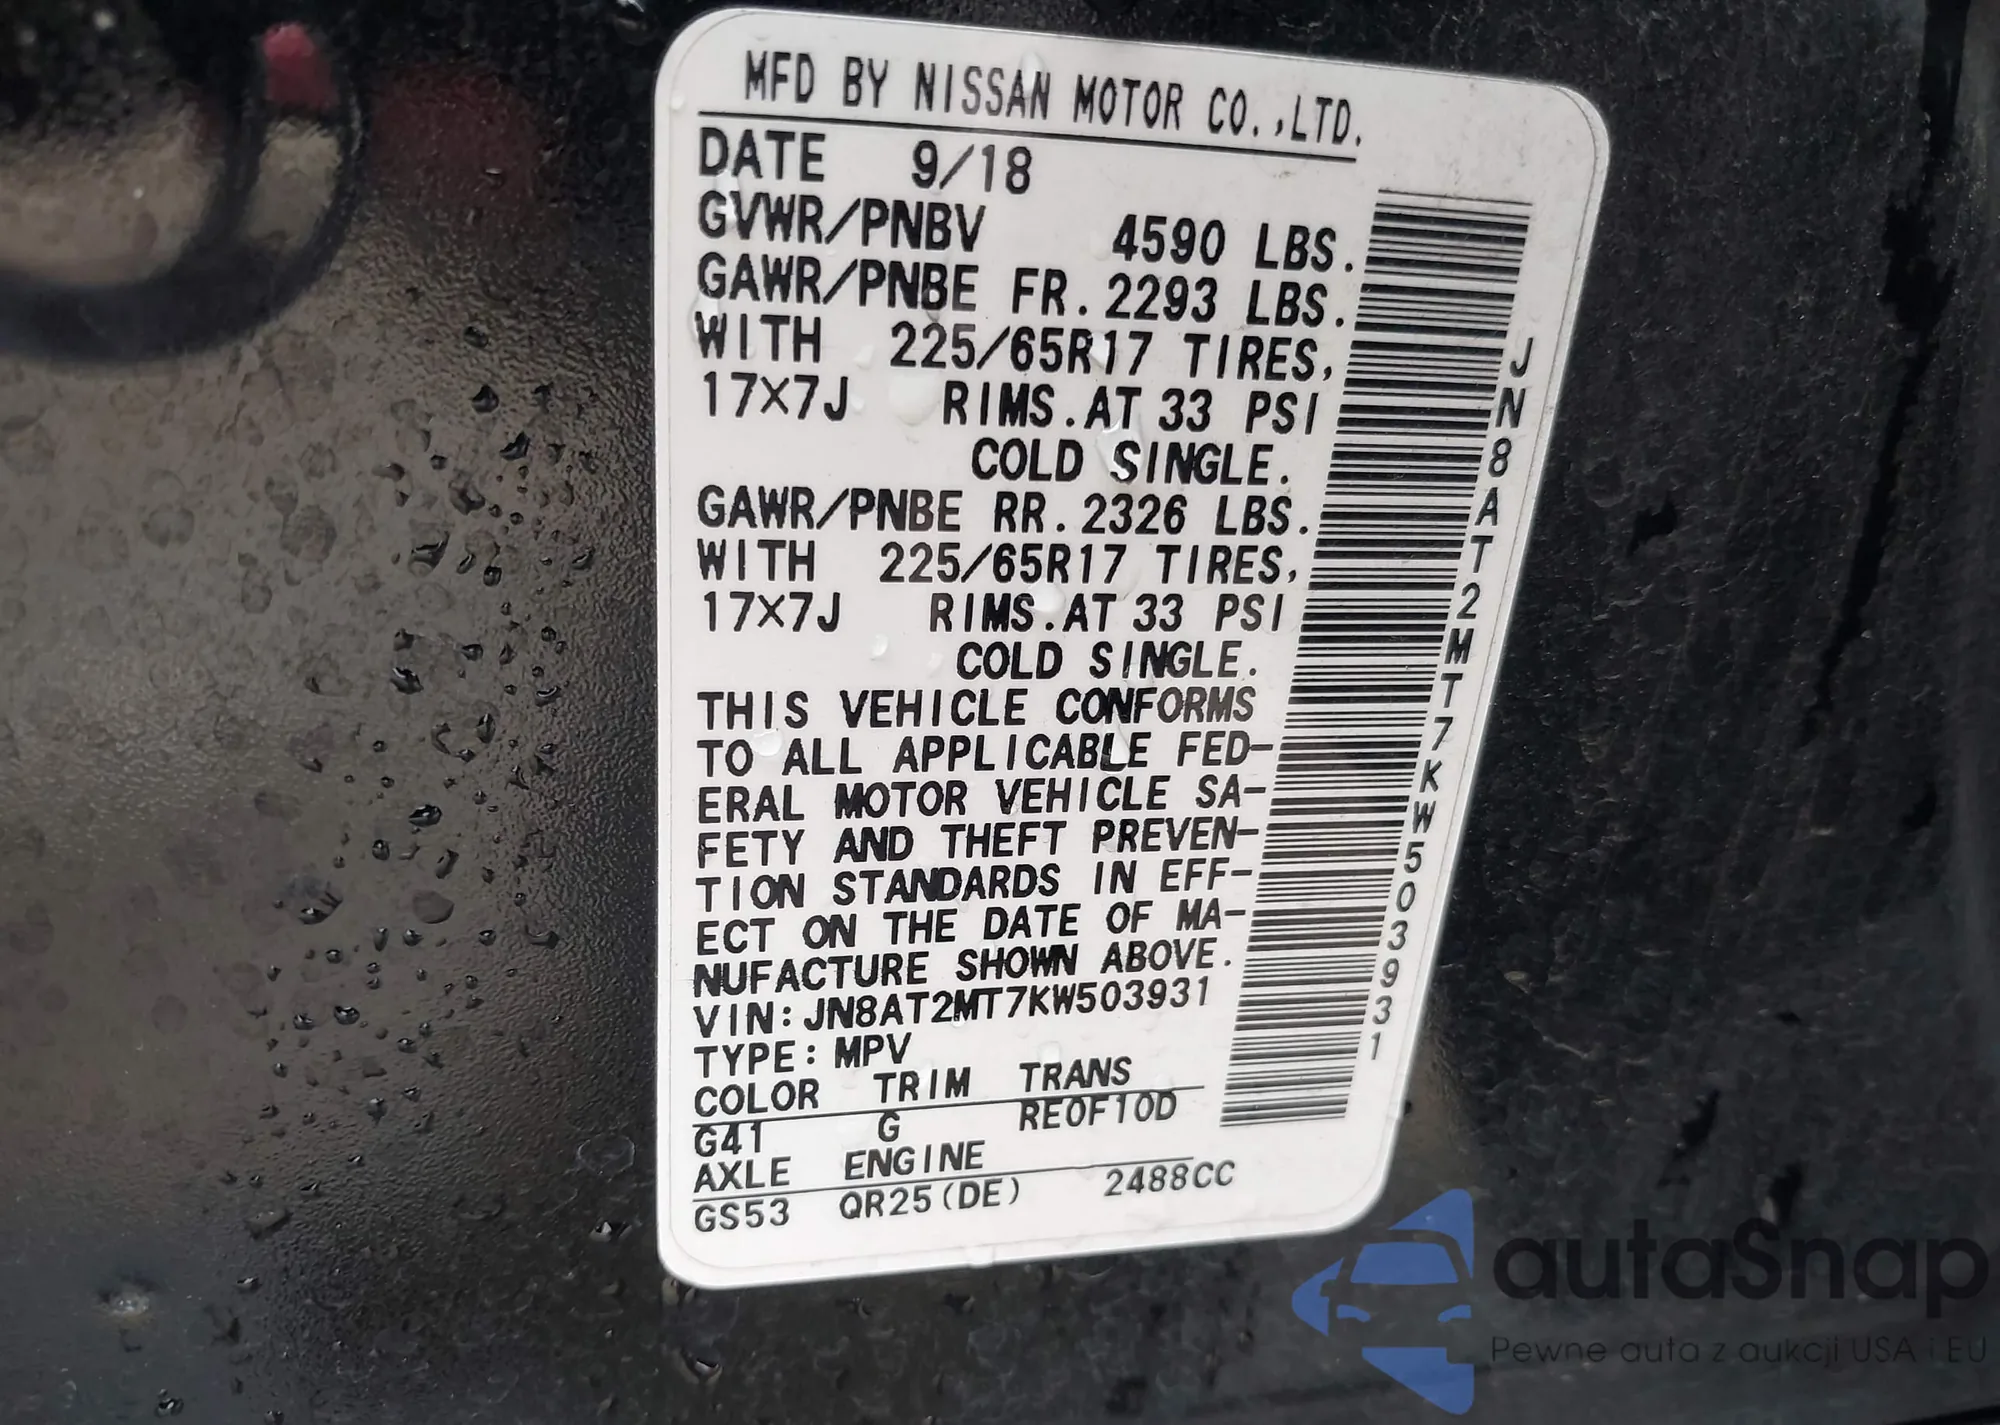 MFD BY NISSAN MOTOR CO.,LTD.
DATE 9/18
GVWR/PNBV 4590 LBS.
GAWR/PNBE FR. 2293 LBS.
WITH 225/65R17 TIRES,
17X7J RIMS.AT 33 PSI
COLD SINGLE.
GAWR/PNBE RR. 2326 LBS.
WITH 225/65R17 TIRES,
17X7J RIMS.AT 33 PSI
COLD SINGLE.
THIS VEHICLE CONFORMS
TO ALL APPLICABLE FED-
ERAL MOTOR VEHICLE SA-
FETY AND THEFT PREVEN-
TION STANDARDS IN EFF-
ECT ON THE DATE OF MA-
NUFACTURE SHOWN ABOVE.
VIN: JN8AT2MT7KW503931
TYPE: MPV
COLOR TRIM TRANS
G41 G RE0F10D
AXLE ENGINE
GS53 QR25(DE) 2488CC
JN8AT2MT7KW503931
autaSnap
Pewne auta z aukcji USA i EU